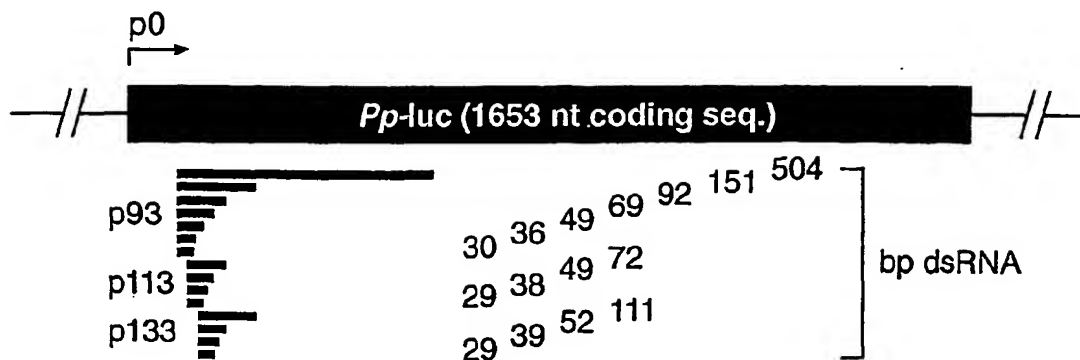 p0
Pp-luc (1653 nt coding seq.)
p93
30 36 49 69 92 151 504
p113
29 38 49 72
p133
29 39 52 111
bp dsRNA